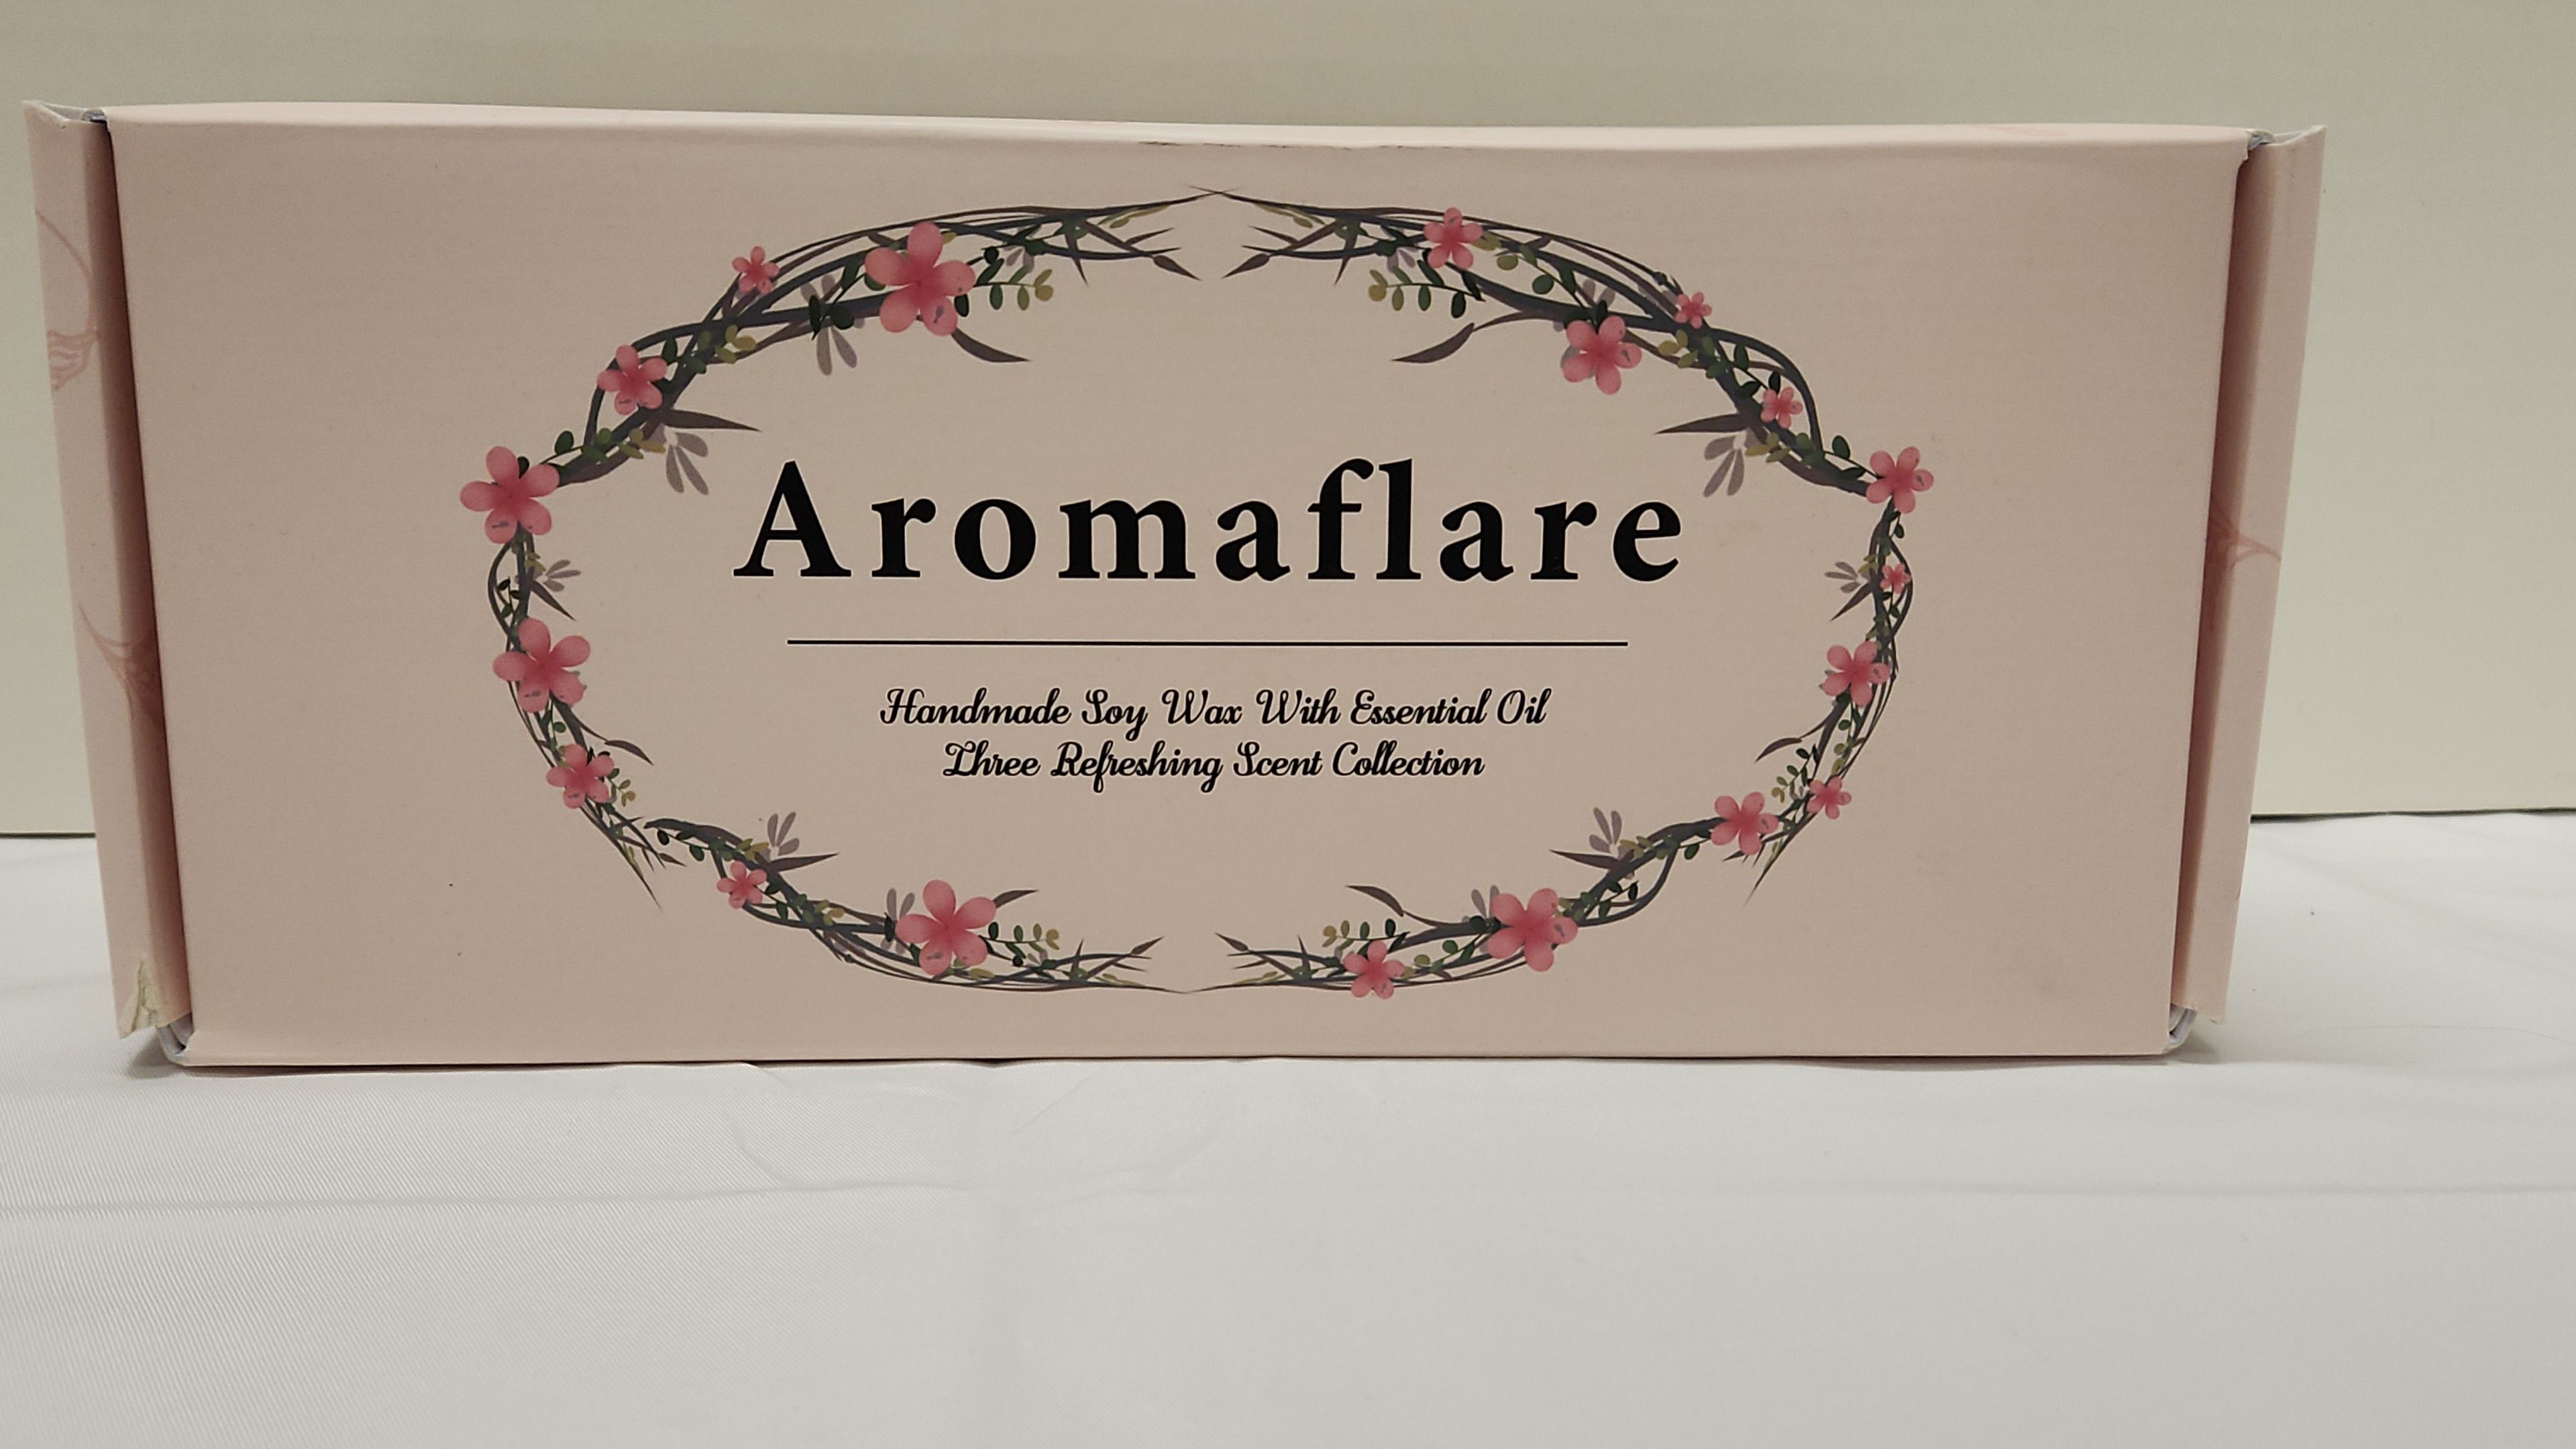 Aromaflare
Handmade Soy Wax With Essential Oil
Three Refreshing Scent Collection